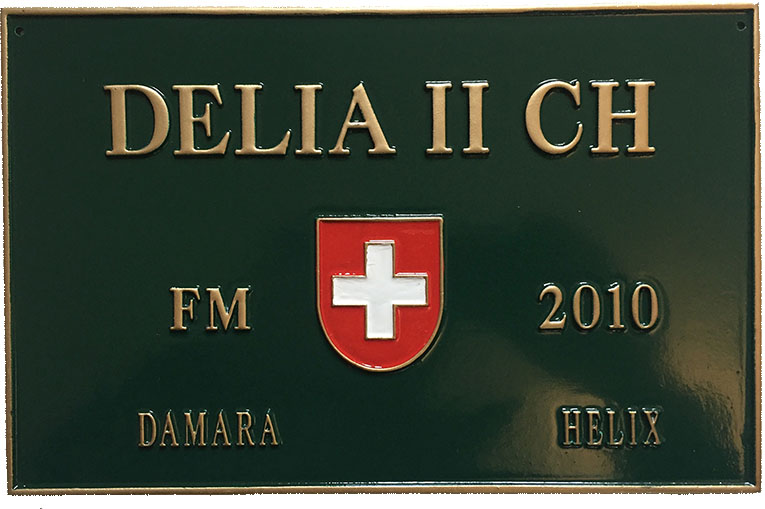 DELIA II CH
FM 2010
DAMARA HELIX